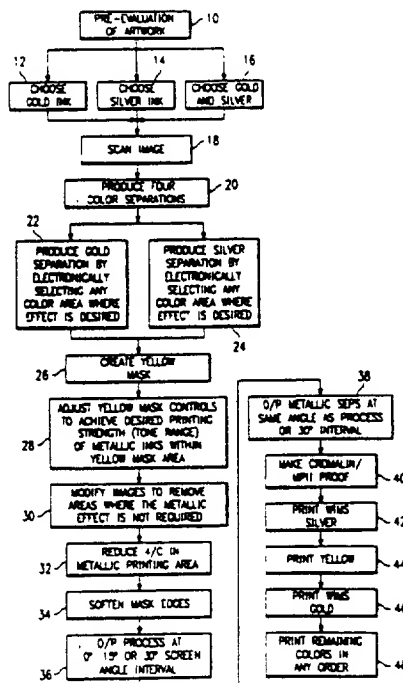 PRE-EVALUATION
OF ARTWORK
10
12
CHOOSE
GOLD INK
14
CHOOSE
SILVER INK
16
CHOOSE GOLD
AND SILVER
SCAN IMAGE
18
PRODUCE FOUR
COLOR SEPARATIONS
20
22
PRODUCE GOLD
SEPARATION BY
ELECTRONICALLY
SELECTING ANY
COLOR AREA WHERE
EFFECT IS DESIRED
PRODUCE SILVER
SEPARATION BY
ELECTRONICALLY
SELECTING ANY
COLOR AREA WHERE
EFFECT IS DESIRED
24
CREATE YELLOW
MASK
26
ADJUST YELLOW MASK CONTROLS
TO ACHIEVE DESIRED PRINTING
STRENGTH (TONE RANGE)
OF METALLIC INKS WITHIN
YELLOW MASK AREA
28
MODIFY IMAGES TO REMOVE
AREAS WHERE THE METALLIC
EFFECT IS NOT REQUIRED
30
REDUCE 4/C IN
METALLIC PRINTING AREA
32
SOFTEN MASK EDGES
34
O/P PROCESS AT
0° 15° OR 30° SCREEN
ANGLE INTERVAL
36
38
O/P METALLIC SEPS AT
SAME ANGLE AS PROCESS
OR 30° INTERVAL
MAKE CROMALIN/
MPII PROOF
40
PRINT WIMS
SILVER
42
PRINT YELLOW
44
PRINT WIMS
GOLD
46
PRINT REMAINING
COLORS IN
ANY ORDER
48